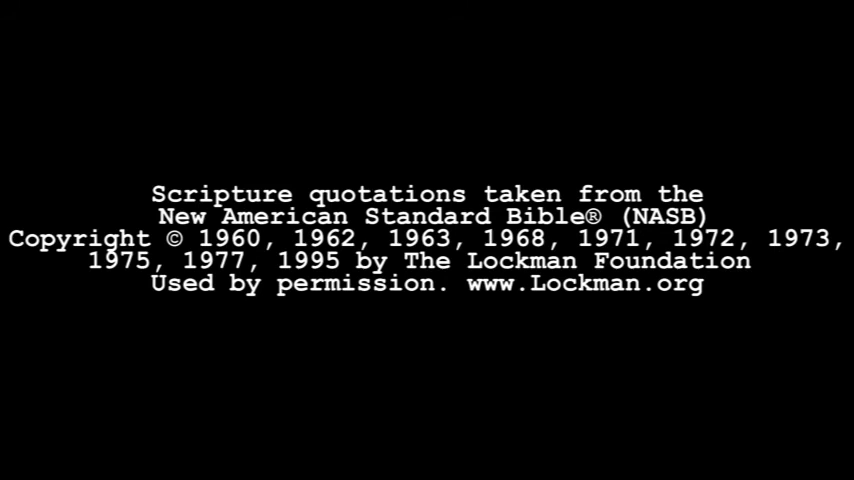 Scripture quotations taken from the
New American Standard Bible® (NASB)
Copyright © 1960, 1962, 1963, 1968, 1971, 1972, 1973,
1975, 1977, 1995 by The Lockman Foundation
Used by permission. www.Lockman.org